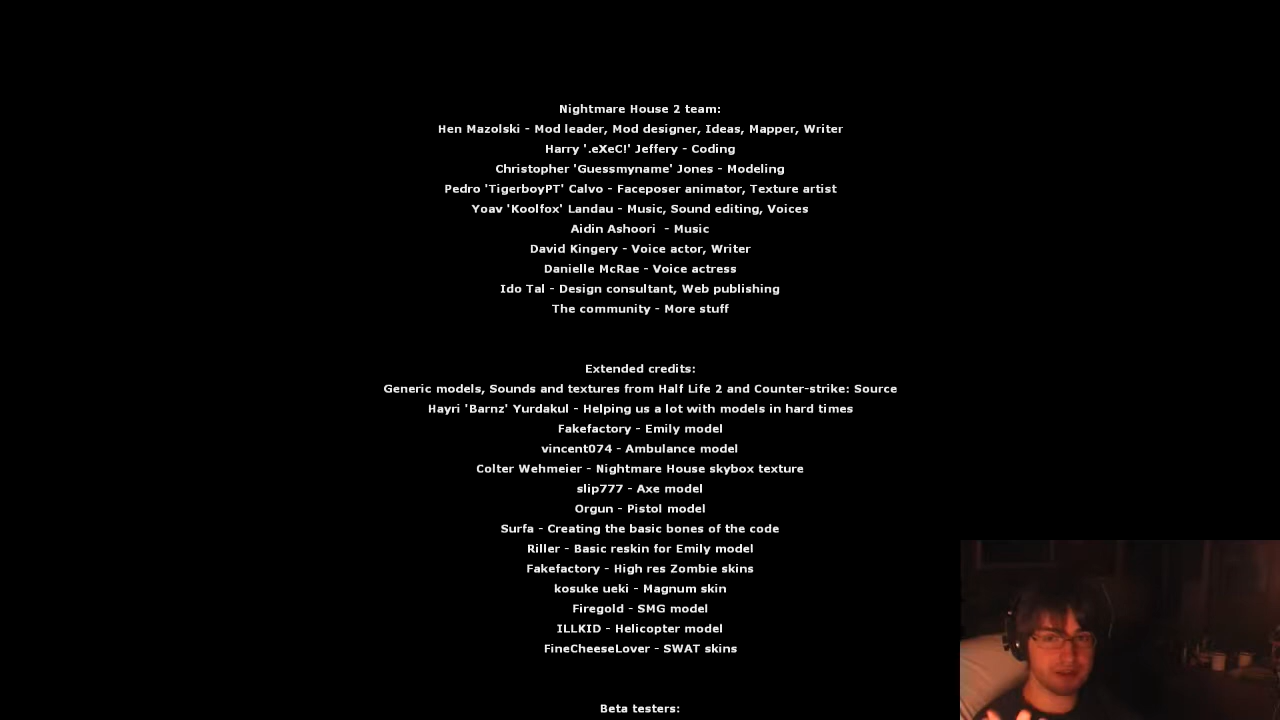 Nightmare House 2 team:
Hen Mazolski - Mod leader, Mod designer, Ideas, Mapper, Writer
Harry '.eXeC!' Jeffery - Coding
Christopher 'Guessmyname' Jones - Modeling
Pedro 'TigerboyPT' Calvo - Faceposer animator, Texture artist
Yoav 'Koolfox' Landau - Music, Sound editing, Voices
Aidin Ashoori  - Music
David Kingery - Voice actor, Writer
Danielle McRae - Voice actress
Ido Tal - Design consultant, Web publishing
The community - More stuff
Extended credits:
Generic models, Sounds and textures from Half Life 2 and Counter-strike: Source
Hayri 'Barnz' Yurdakul - Helping us a lot with models in hard times
Fakefactory - Emily model
vincent074 - Ambulance model
Colter Wehmeier - Nightmare House skybox texture
slip777 - Axe model
Orgun - Pistol model
Surfa - Creating the basic bones of the code
Riller - Basic reskin for Emily model
Fakefactory - High res Zombie skins
kosuke ueki - Magnum skin
Firegold - SMG model
ILLKID - Helicopter model
FineCheeseLover - SWAT skins
Beta testers: